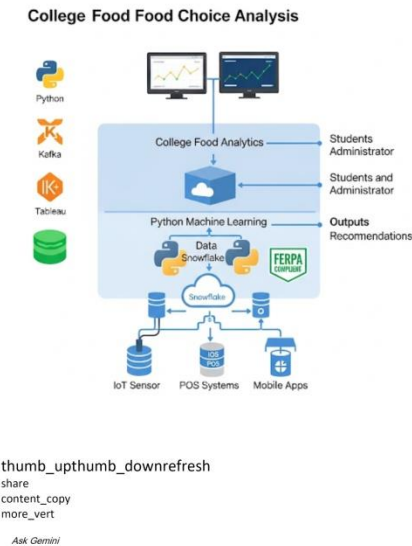 College Food Food Choice Analysis
Python
Kafka
IK+
Tableau
College Food Analytics
Students
Administrator
Students and
Administrator
Python Machine Learning
Outputs
Recomendations
Data
Snowflake
FERPA
COMPLIENT
Snowflake
IOS
POS
IoT Sensor
POS Systems
Mobile Apps
thumb_upthumb_downrefresh
share
content_copy
more_vert
Ask Gemini